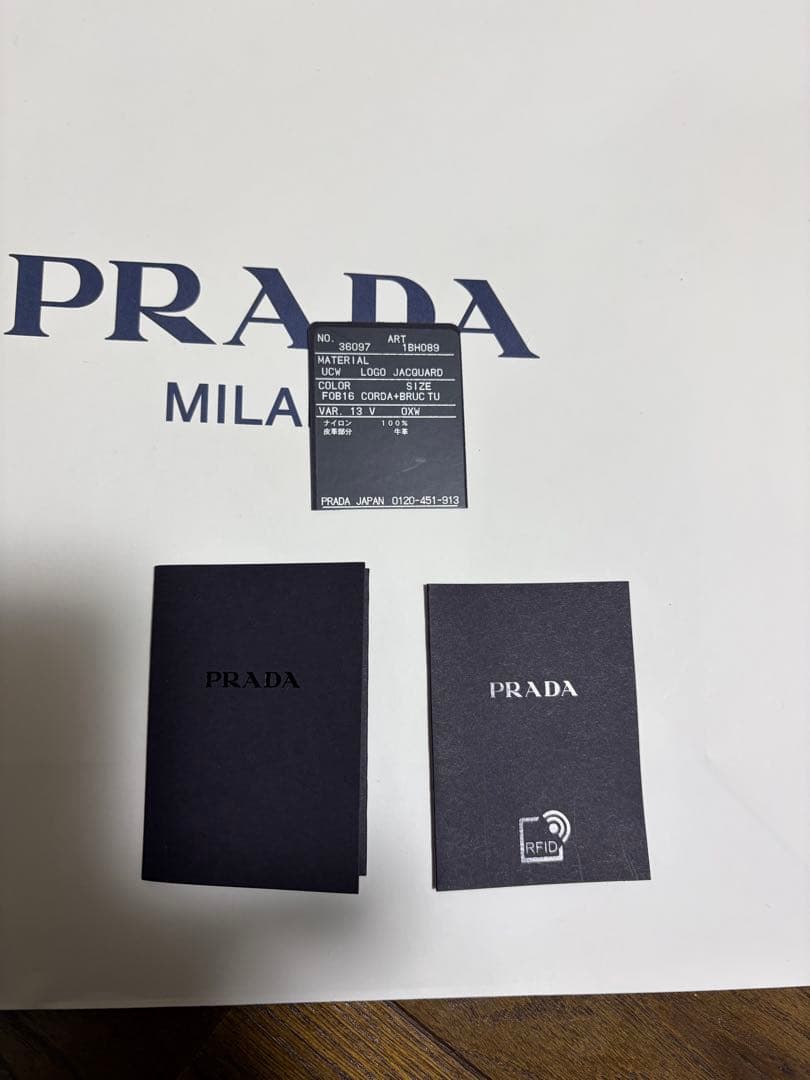 PRADA
MILA
NO. ART
36097 1BH089
MATERIAL
UCW LOGO JACQUARD
COLOR SIZE
F0B16 CORDA+BRUC TU
VAR. 13 V OXW
ナイロン 100%
皮革部分 牛革
PRADA JAPAN 0120-451-913
PRADA
PRADA
RFID